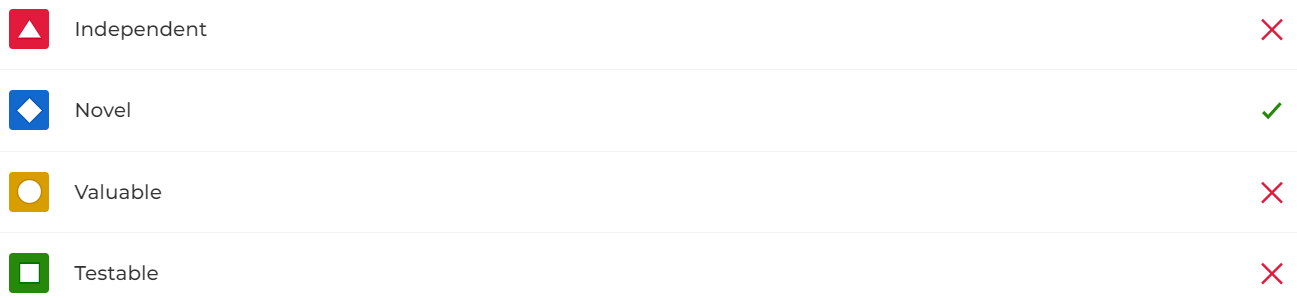 Independent
Novel
Valuable
Testable